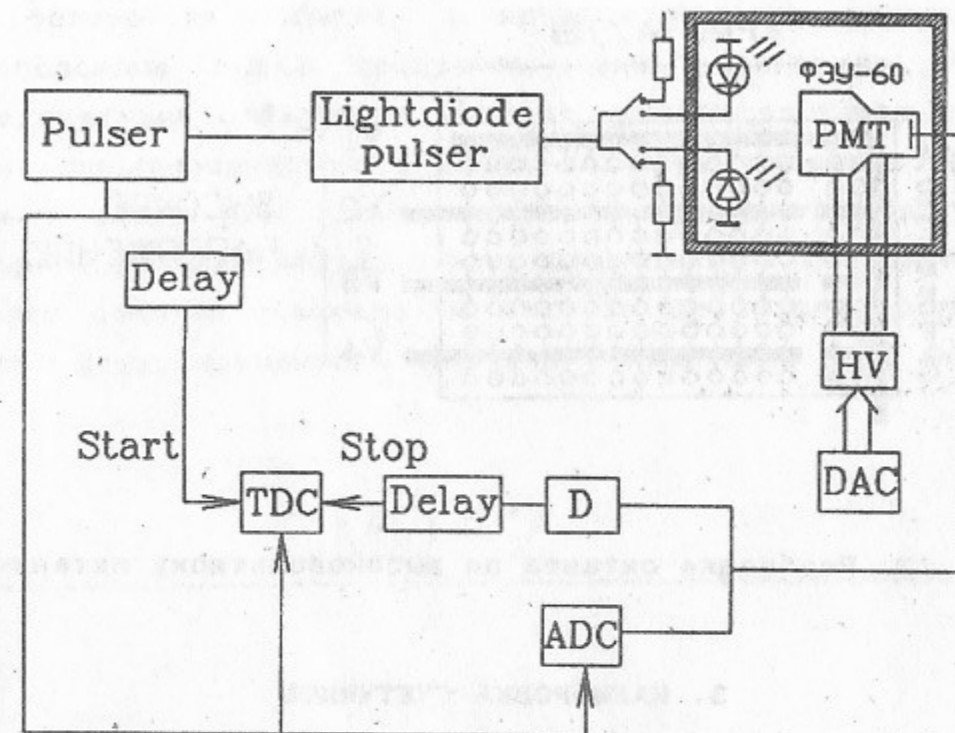 ФЭУ-60
Pulser
Lightdiode
pulser
PMT
Delay
HV
Start
Stop
DAC
TDC
Delay
D
ADC